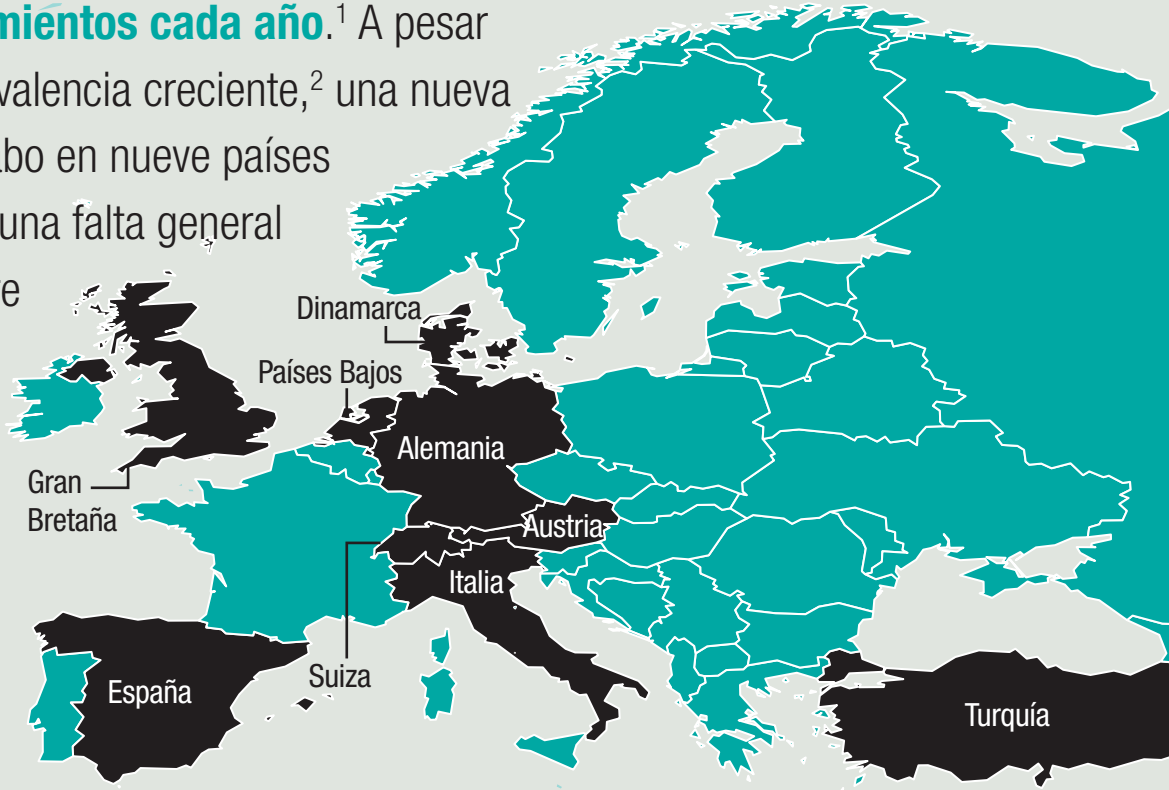 mientos cada año.¹ A pesar
valencia creciente,² una nueva
abo en nueve países
una falta general
e
Dinamarca
Países Bajos
Alemania
Gran
Bretaña
Austria
Suiza
Italia
España
Turquía